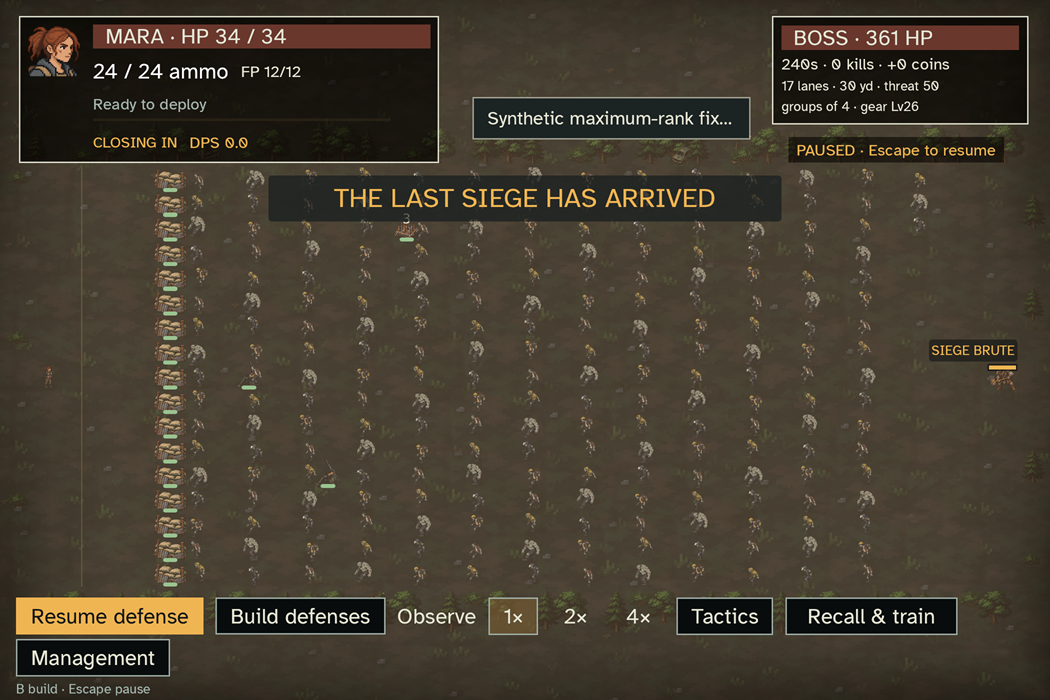 MARA · HP 34 / 34
24 / 24 ammo FP 12/12
Ready to deploy
CLOSING IN DPS 0.0
BOSS · 361 HP
240s · 0 kills · +0 coins
17 lanes · 30 yd · threat 50
groups of 4 · gear Lv26
Synthetic maximum-rank fix...
PAUSED · Escape to resume
THE LAST SIEGE HAS ARRIVED
3
SIEGE BRUTE
Resume defense
Build defenses
Observe
1×
2×
4×
Tactics
Recall & train
Management
B build · Escape pause